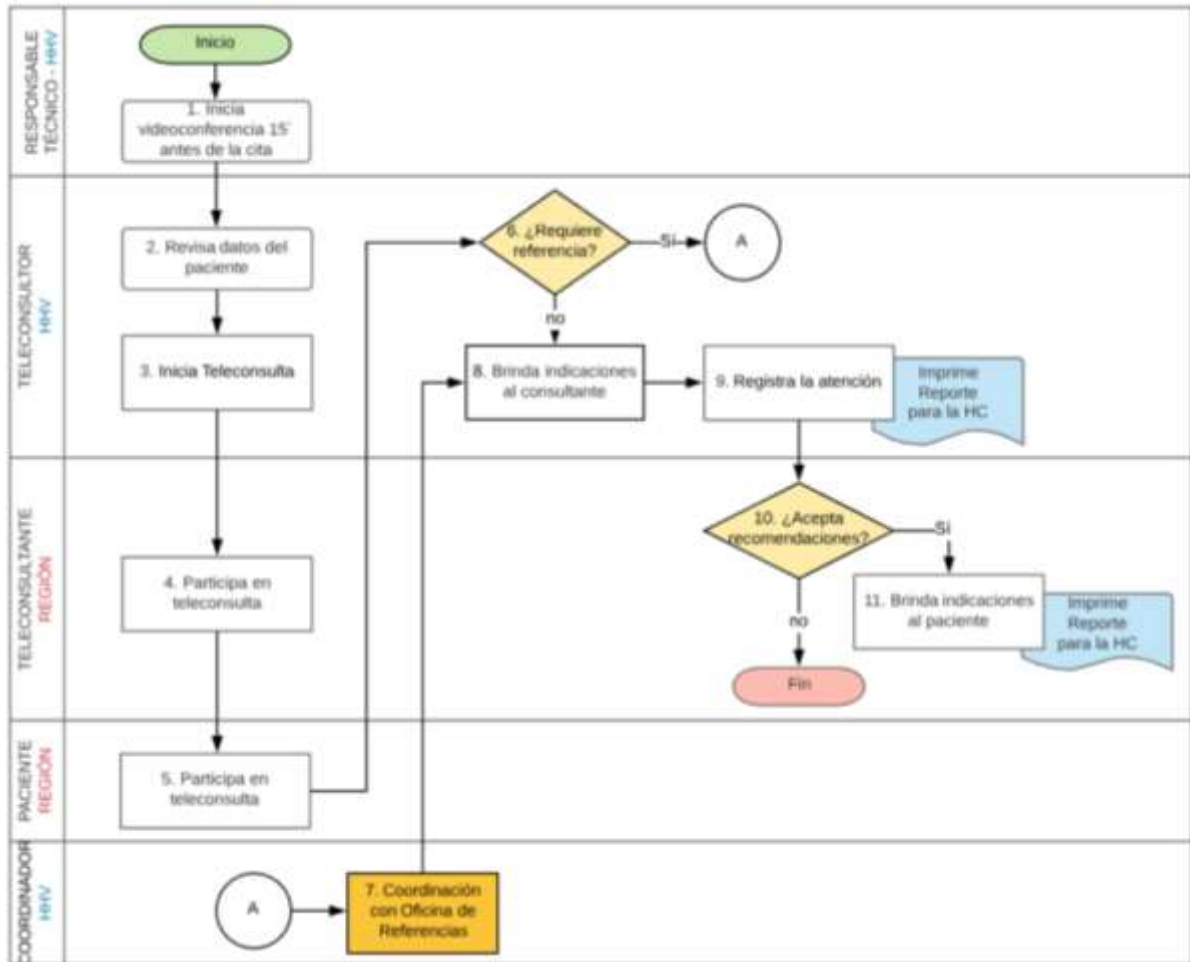 RESPONSABLE
TÉCNICO - HHV
Inicio
1. Inicia
videoconferencia 15´
antes de la cita
TELECONSULTOR
HHV
2. Revisa datos del
paciente
3. Inicia Teleconsulta
6. ¿Requiere
referencia?
Sí
A
no
8. Brinda indicaciones
al consultante
9. Registra la atención
Imprime
Reporte
para la HC
TELECONSULTANTE
REGIÓN
4. Participa en
teleconsulta
10. ¿Acepta
recomendaciones?
Sí
no
11. Brinda indicaciones
al paciente
Imprime
Reporte
para la HC
Fin
PACIENTE
REGIÓN
5. Participa en
teleconsulta
COORDINADOR
HHV
A
7. Coordinación
con Oficina de
Referencias